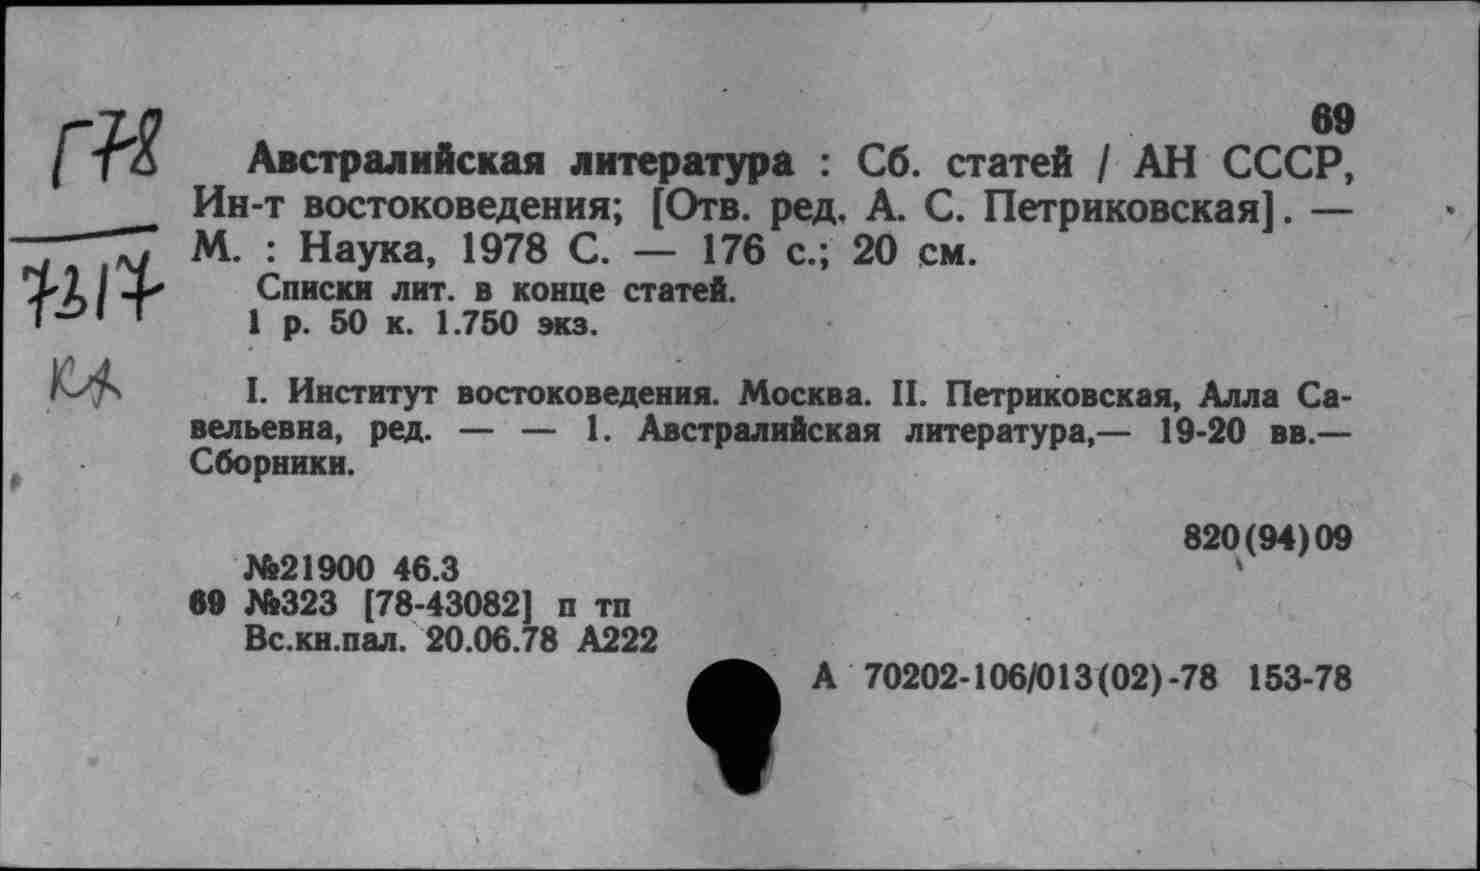 69
Г78
Австралийская литература : Сб. статей / АН СССР,
Ин-т востоковедения; [Отв. ред. А. С. Петриковская]. —
М. : Наука, 1978 С. — 176 с.; 20 см.
7217
Списки лит. в конце статей.
1 р. 50 к. 1.750 экз.
КА
I. Институт востоковедения. Москва. II. Петриковская, Алла Са-
вельевна, ред. — — 1. Австралийская литература,— 19-20 вв.—
Сборники.
820(94)09
№21900 46.3
69 №323 [78-43082] п тп
Вс.кн.пал. 20.06.78 А222
А 70202-106/013(02)-78 153-78